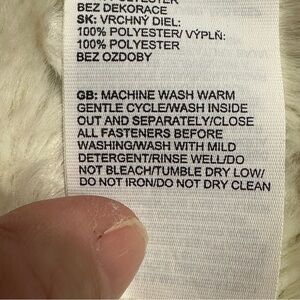 BEZ DEKORACE
SK: VRCHNÝ DIEL:
100% POLYESTER/ VÝPLŇ:
100% POLYESTER
BEZ OZDOBY
GB: MACHINE WASH WARM
GENTLE CYCLE/WASH INSIDE
OUT AND SEPARATELY/CLOSE
ALL FASTENERS BEFORE
WASHING/WASH WITH MILD
DETERGENT/RINSE WELL/DO
NOT BLEACH/TUMBLE DRY LOW/
DO NOT IRON/DO NOT DRY CLEAN